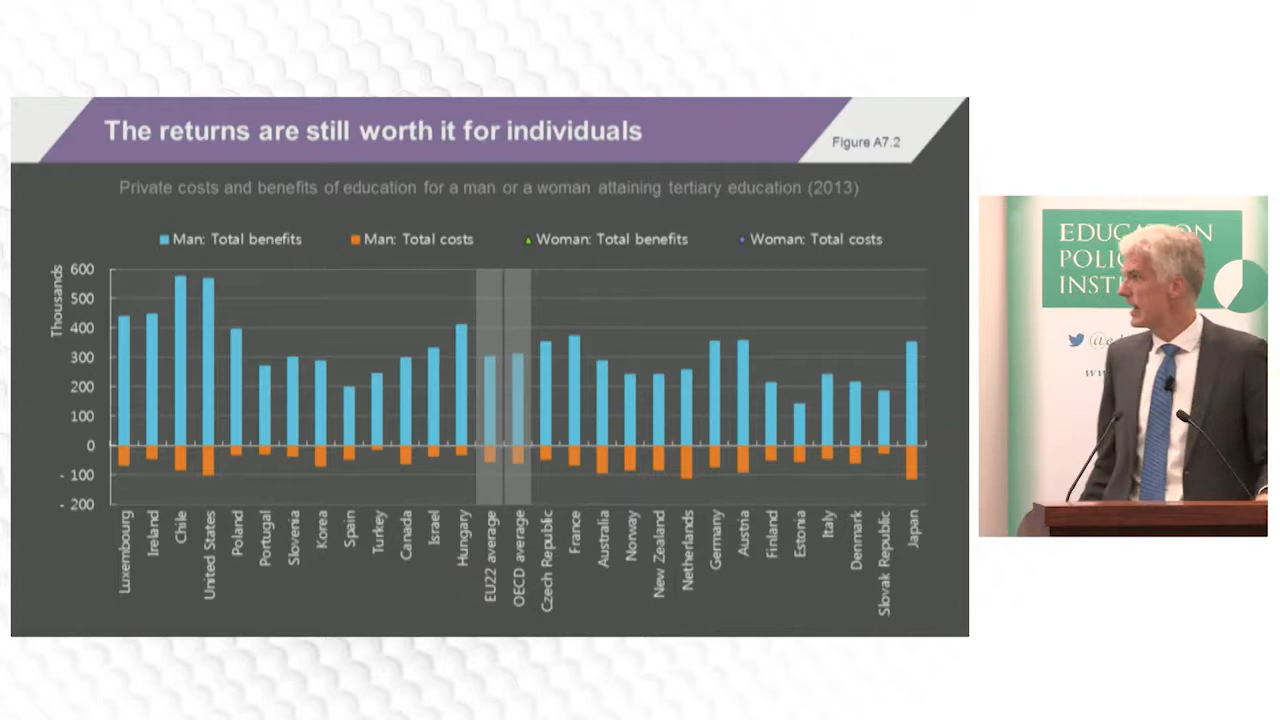 The returns are still worth it for individuals
Figure A7.2
Private costs and benefits of education for a man or a woman attaining tertiary education (2013)
Man: Total benefits
Man: Total costs
Woman: Total benefits
Woman: Total costs
Thousands
600
500
400
300
200
100
0
- 100
- 200
Luxembourg
Ireland
Chile
United States
Poland
Portugal
Slovenia
Korea
Spain
Turkey
Canada
Israel
Hungary
EU22 average
OECD average
Czech Republic
France
Australia
Norway
New Zealand
Netherlands
Germany
Austria
Finland
Estonia
Italy
Denmark
Slovak Republic
Japan